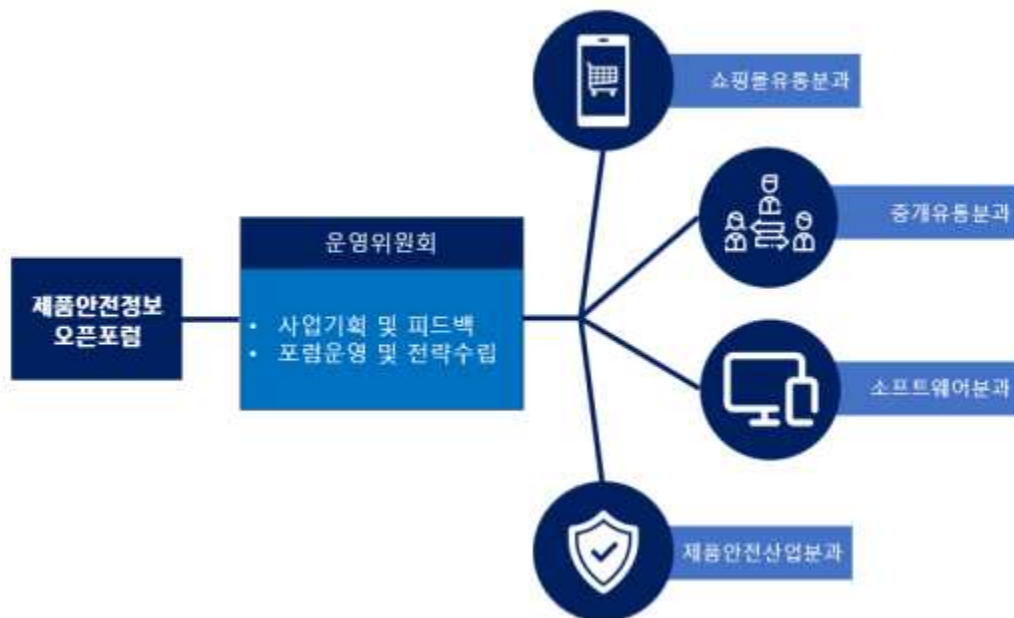 제품안전정보
오픈포럼
운영위원회
• 사업기획 및 피드백
• 포럼운영 및 전략수립
쇼핑몰유통분과
중개유통분과
소프트웨어분과
제품안전산업분과